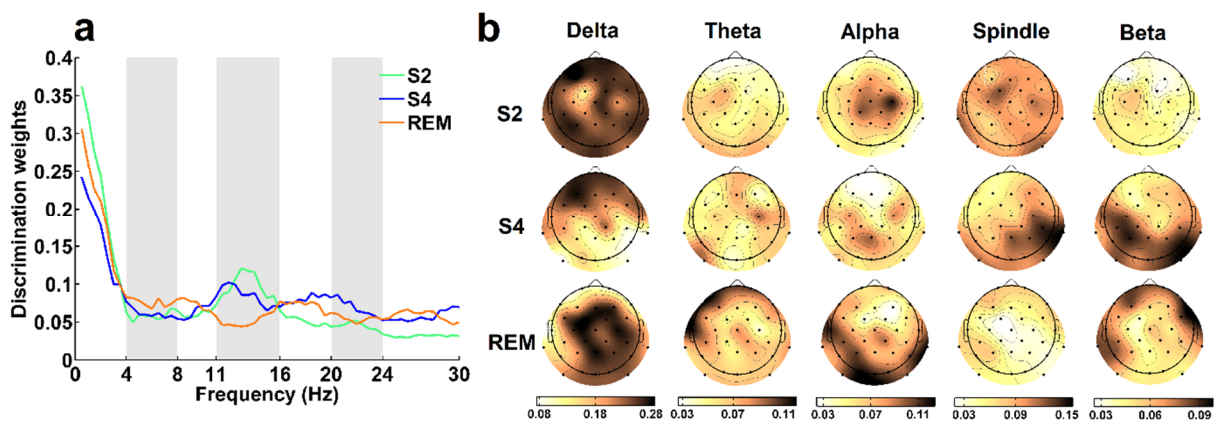 a
Discrimination weights
0.4
0.35
0.3
0.25
0.2
0.15
0.1
0.05
0
S2
S4
REM
0 4 8 11 16 20 24 30
Frequency (Hz)
b
Delta Theta Alpha Spindle Beta
S2
S4
REM
0.08 0.18 0.28 0.03 0.07 0.11 0.03 0.07 0.11 0.03 0.09 0.15 0.03 0.06 0.09